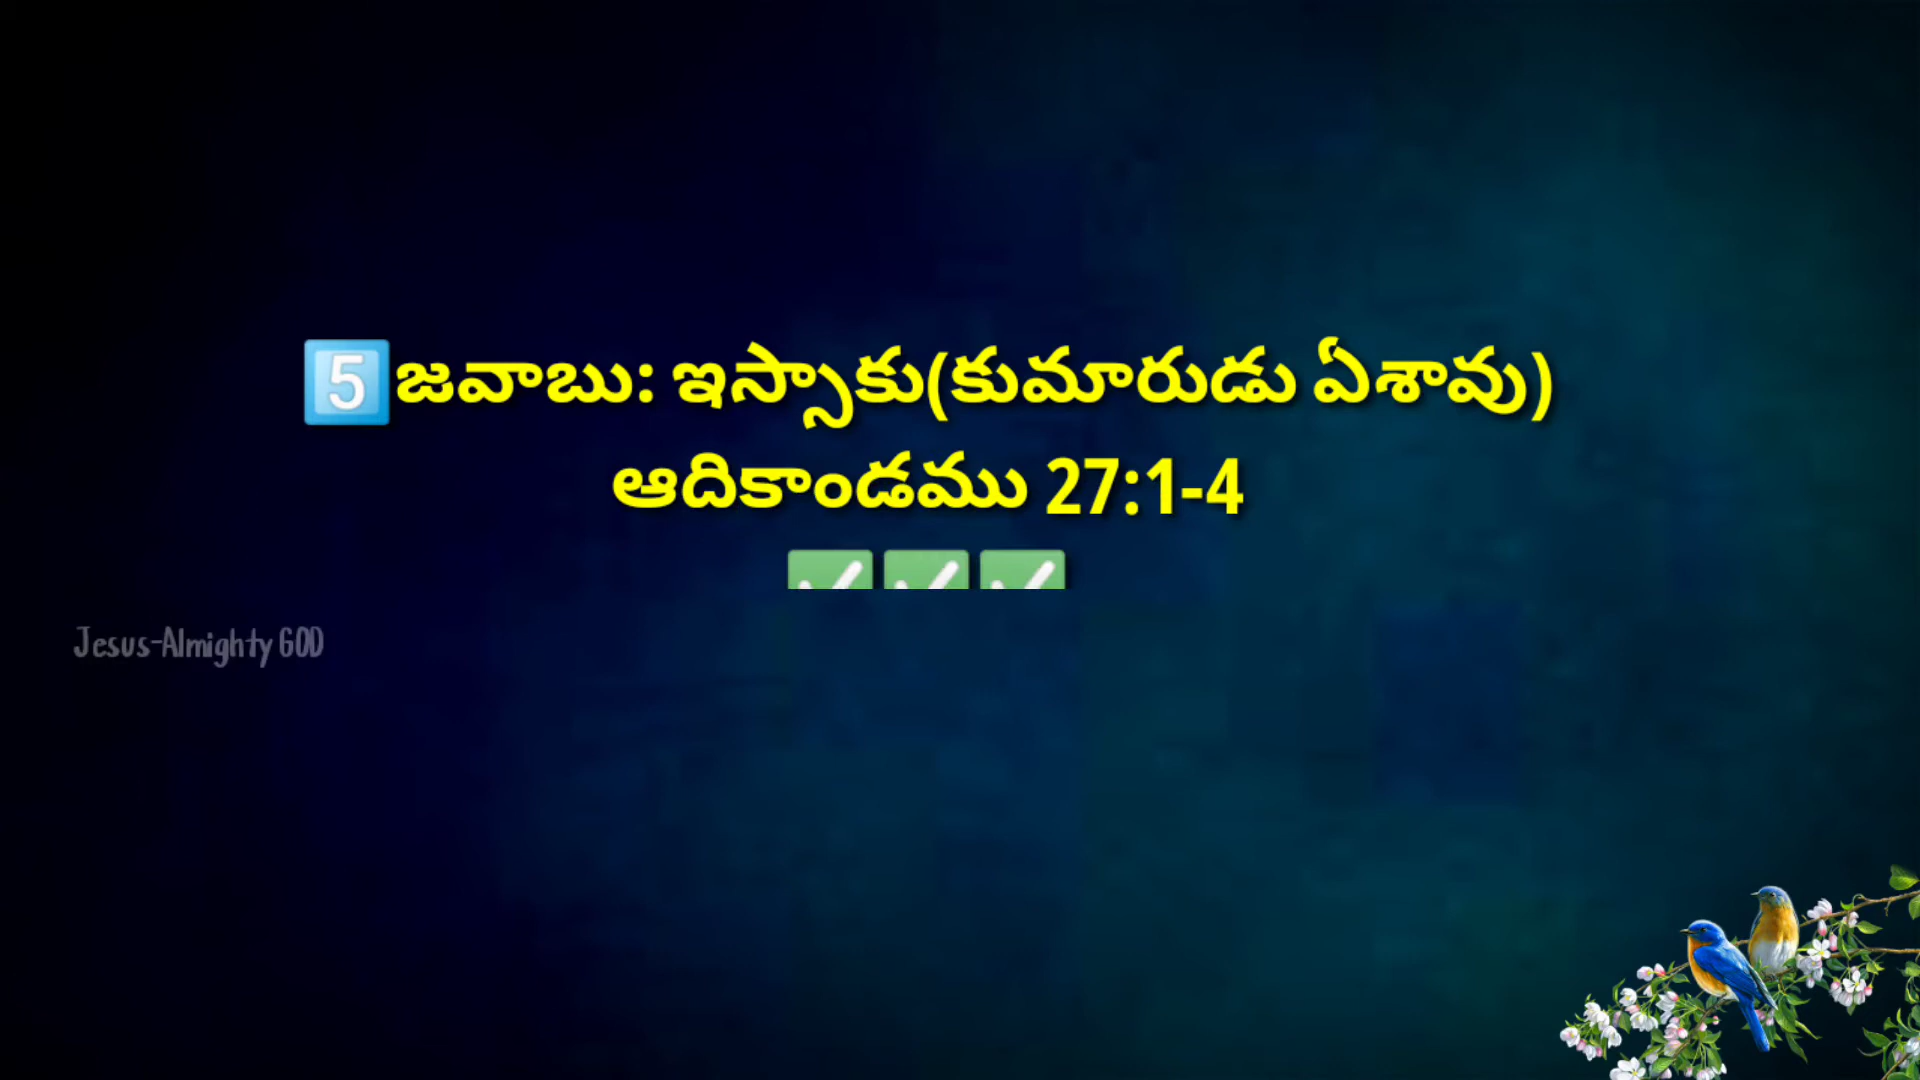 5️⃣జవాబు: ఇస్సాకు(కుమారుడు ఏశావు)
ఆదికాండము 27:1-4
✅✅✅
Jesus-Almighty GOD